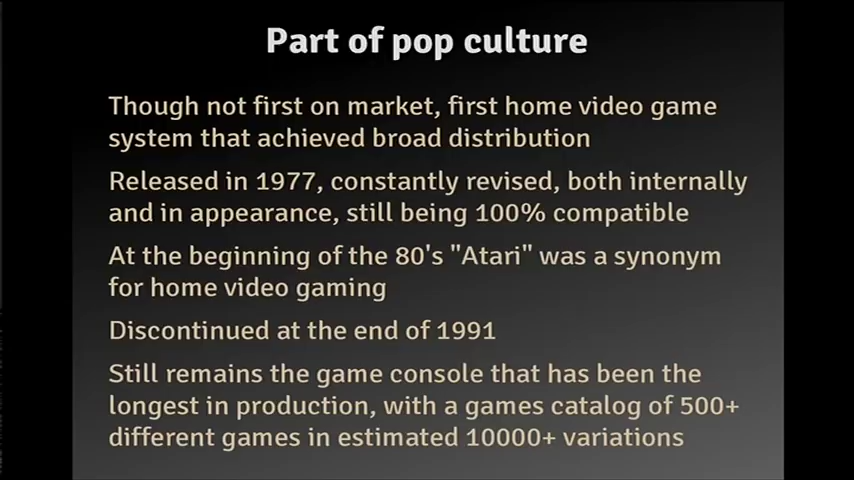 Part of pop culture
Though not first on market, first home video game
system that achieved broad distribution
Released in 1977, constantly revised, both internally
and in appearance, still being 100% compatible
At the beginning of the 80's "Atari" was a synonym
for home video gaming
Discontinued at the end of 1991
Still remains the game console that has been the
longest in production, with a games catalog of 500+
different games in estimated 10000+ variations